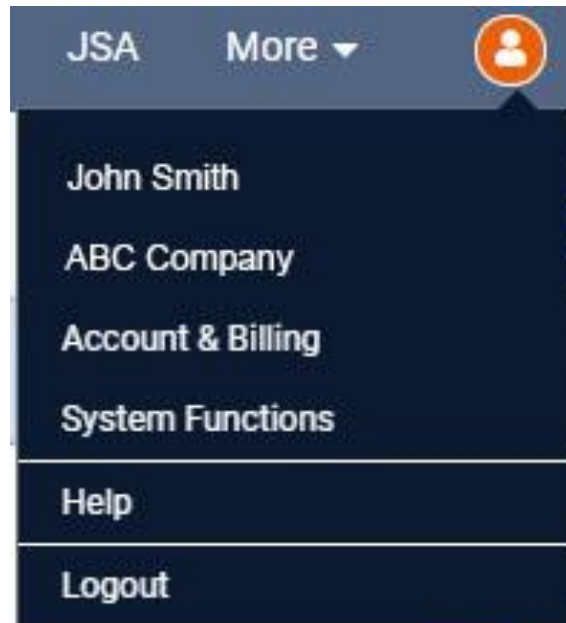 JSA More
John Smith
ABC Company
Account & Billing
System Functions
Help
Logout